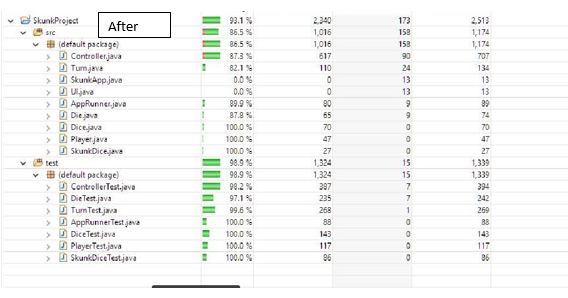 SkunkProject 93.1 % 2,340 173 2,513
After
src 86.5 % 1,016 158 1,174
(default package) 86.5 % 1,016 158 1,174
Controller.java 87.3 % 617 90 707
Turn.java 82.1 % 110 24 134
SkunkApp.java 0.0 % 0 13 13
UI.java 0.0 % 0 13 13
AppRunner.java 89.9 % 80 9 89
Die.java 87.8 % 65 9 74
Dice.java 100.0 % 70 0 70
Player.java 100.0 % 47 0 47
SkunkDice.java 100.0 % 27 0 27
test 98.9 % 1,324 15 1,339
(default package) 98.9 % 1,324 15 1,339
ControllerTest.java 98.2 % 387 7 394
DieTest.java 97.1 % 235 7 242
TurnTest.java 99.6 % 268 1 269
AppRunnerTest.java 100.0 % 88 0 88
DiceTest.java 100.0 % 143 0 143
PlayerTest.java 100.0 % 117 0 117
SkunkDiceTest.java 100.0 % 86 0 86